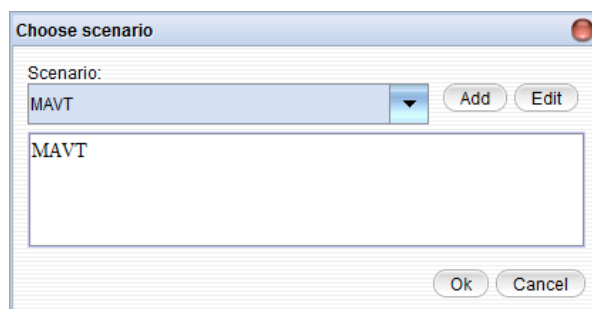 Choose scenario
Scenario:
MAVT Add Edit
MAVT
Ok Cancel